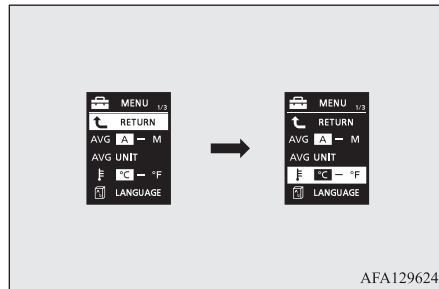 MENU 1/3
RETURN
AVG A – M
AVG UNIT
°C – °F
LANGUAGE
MENU 1/3
RETURN
AVG A – M
AVG UNIT
°C – °F
LANGUAGE
AFA129624